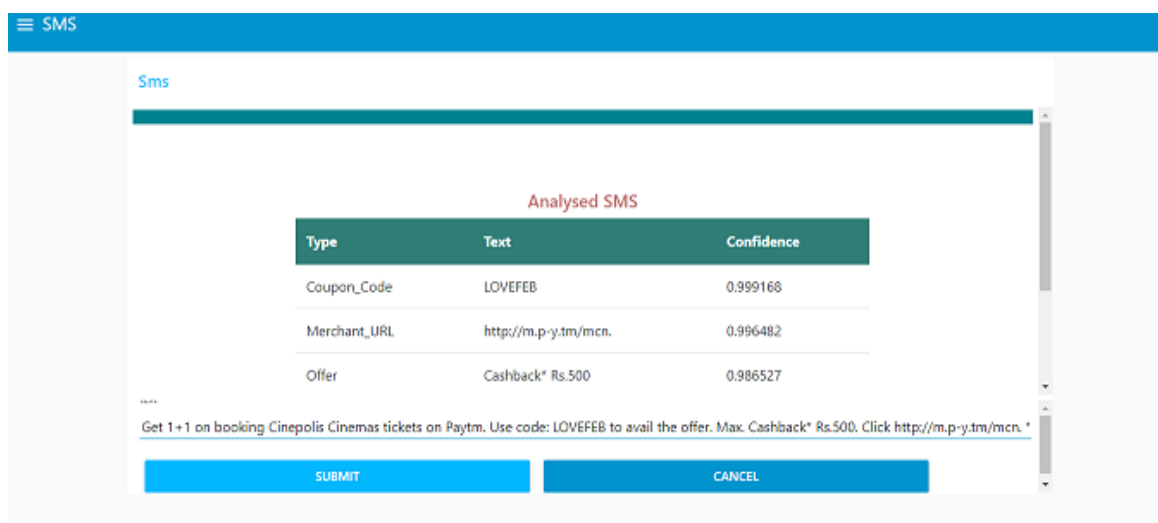 ≡ SMS
Sms
Analysed SMS
Type Text Confidence
Coupon_Code LOVEFEB 0.999168
Merchant_URL http://m.p-y.tm/mcn. 0.996482
Offer Cashback* Rs.500 0.986527
Get 1+1 on booking Cinepolis Cinemas tickets on Paytm. Use code: LOVEFEB to avail the offer. Max. Cashback* Rs.500. Click http://m.p-y.tm/mcn. *
SUBMIT CANCEL